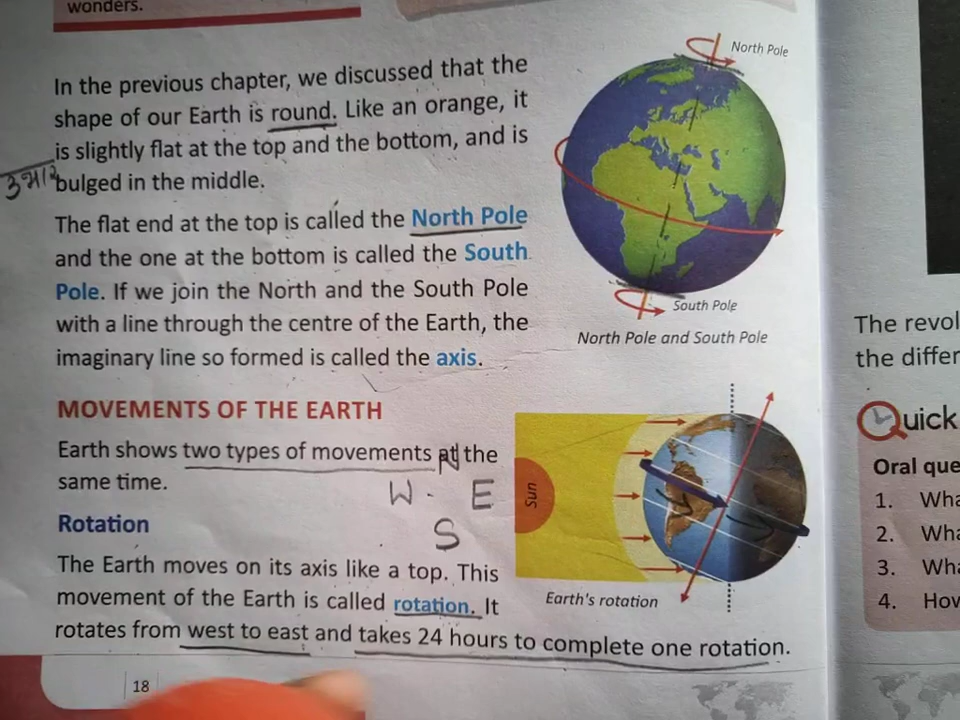 wonders.
In the previous chapter, we discussed that the
shape of our Earth is round. Like an orange, it
is slightly flat at the top and the bottom, and is
bulged in the middle.
The flat end at the top is called the North Pole
and the one at the bottom is called the South
Pole. If we join the North and the South Pole
with a line through the centre of the Earth, the
imaginary line so formed is called the axis.
North Pole
South Pole
North Pole and South Pole
MOVEMENTS OF THE EARTH
Earth shows two types of movements at the
same time.
N
W E
S
Rotation
The Earth moves on its axis like a top. This
movement of the Earth is called rotation. It
rotates from west to east and takes 24 hours to complete one rotation.
Sun
Earth's rotation
18
The revol
the differ
Quick
Oral que
1. Wha
2. Wha
3. Wha
4. How